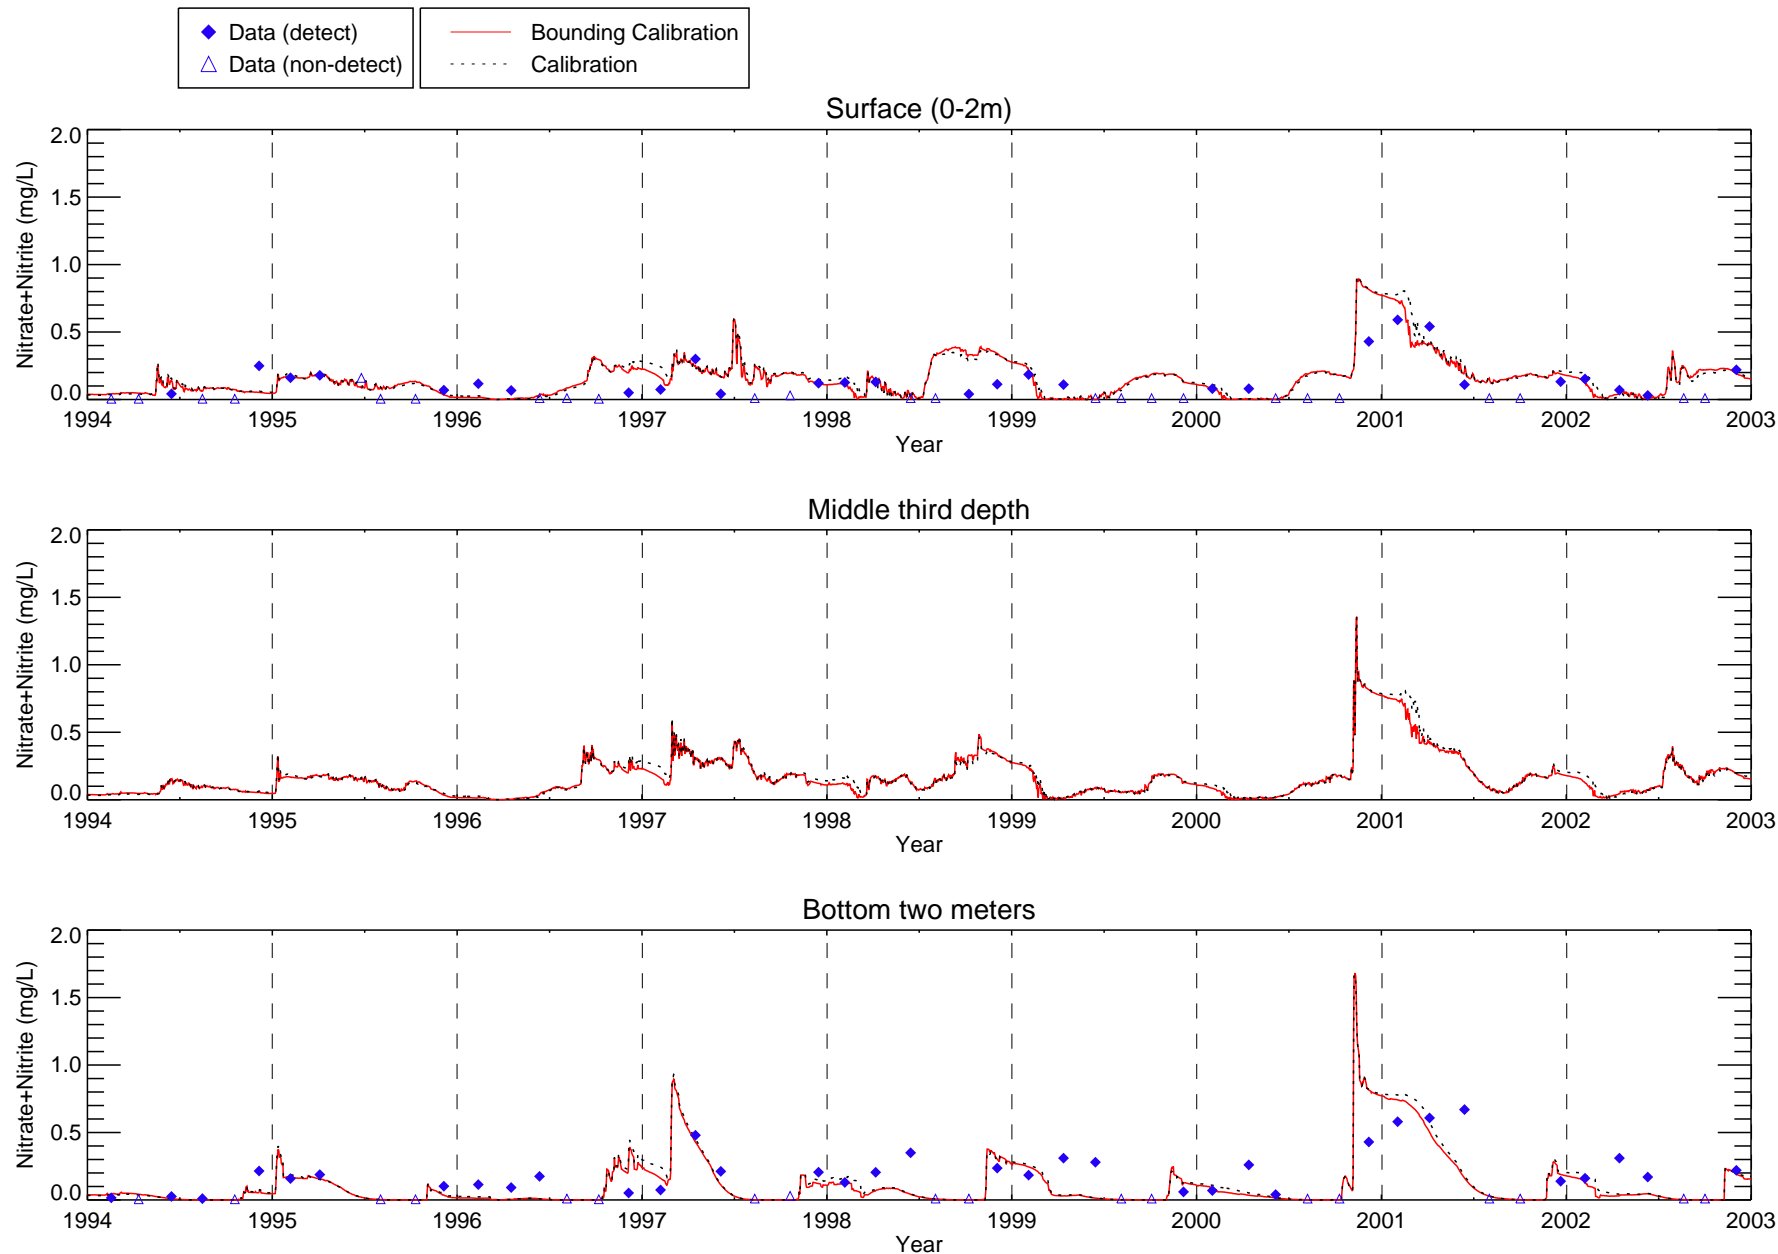 Data (detect)
Data (non-detect)
Bounding Calibration
Calibration
Surface (0-2m)
Nitrate+Nitrite (mg/L)
2.0
1.5
1.0
0.5
0.0
1994 1995 1996 1997 1998 1999 2000 2001 2002 2003
Year
Middle third depth
Nitrate+Nitrite (mg/L)
2.0
1.5
1.0
0.5
0.0
1994 1995 1996 1997 1998 1999 2000 2001 2002 2003
Year
Bottom two meters
Nitrate+Nitrite (mg/L)
2.0
1.5
1.0
0.5
0.0
1994 1995 1996 1997 1998 1999 2000 2001 2002 2003
Year